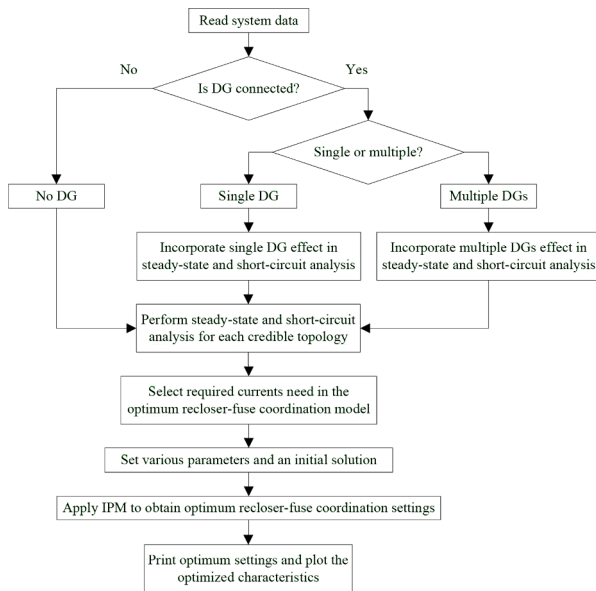 Read system data
No
Yes
Is DG connected?
Single or multiple?
No DG
Single DG
Multiple DGs
Incorporate single DG effect in
steady-state and short-circuit analysis
Incorporate multiple DGs effect in
steady-state and short-circuit analysis
Perform steady-state and short-circuit
analysis for each credible topology
Select required currents need in the
optimum recloser-fuse coordination model
Set various parameters and an initial solution
Apply IPM to obtain optimum recloser-fuse coordination settings
Print optimum settings and plot the
optimized characteristics